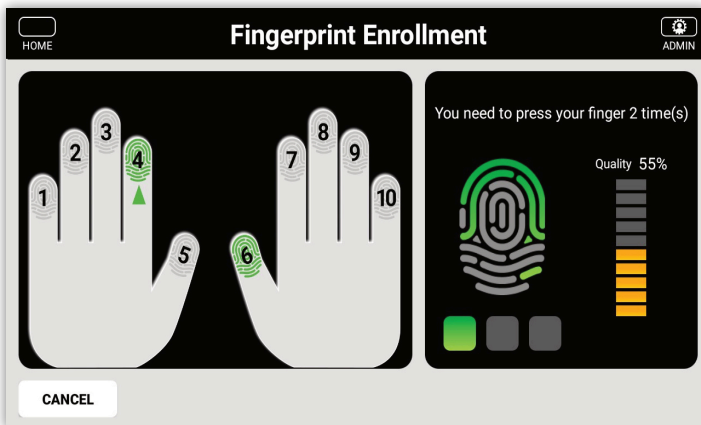 HOME
Fingerprint Enrollment
ADMIN
1
2
3
4
5
6
7
8
9
10
You need to press your finger 2 time(s)
Quality 55%
CANCEL